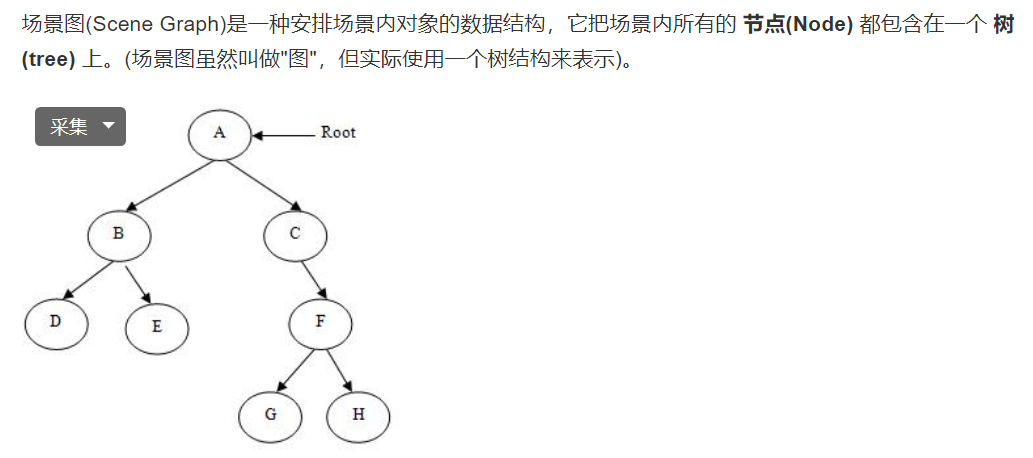 场景图(Scene Graph)是一种安排场景内对象的数据结构，它把场景内所有的 节点(Node) 都包含在一个 树
(tree) 上。(场景图虽然叫做"图"，但实际使用一个树结构来表示)。
采集
A
Root
B
C
D
E
F
G
H